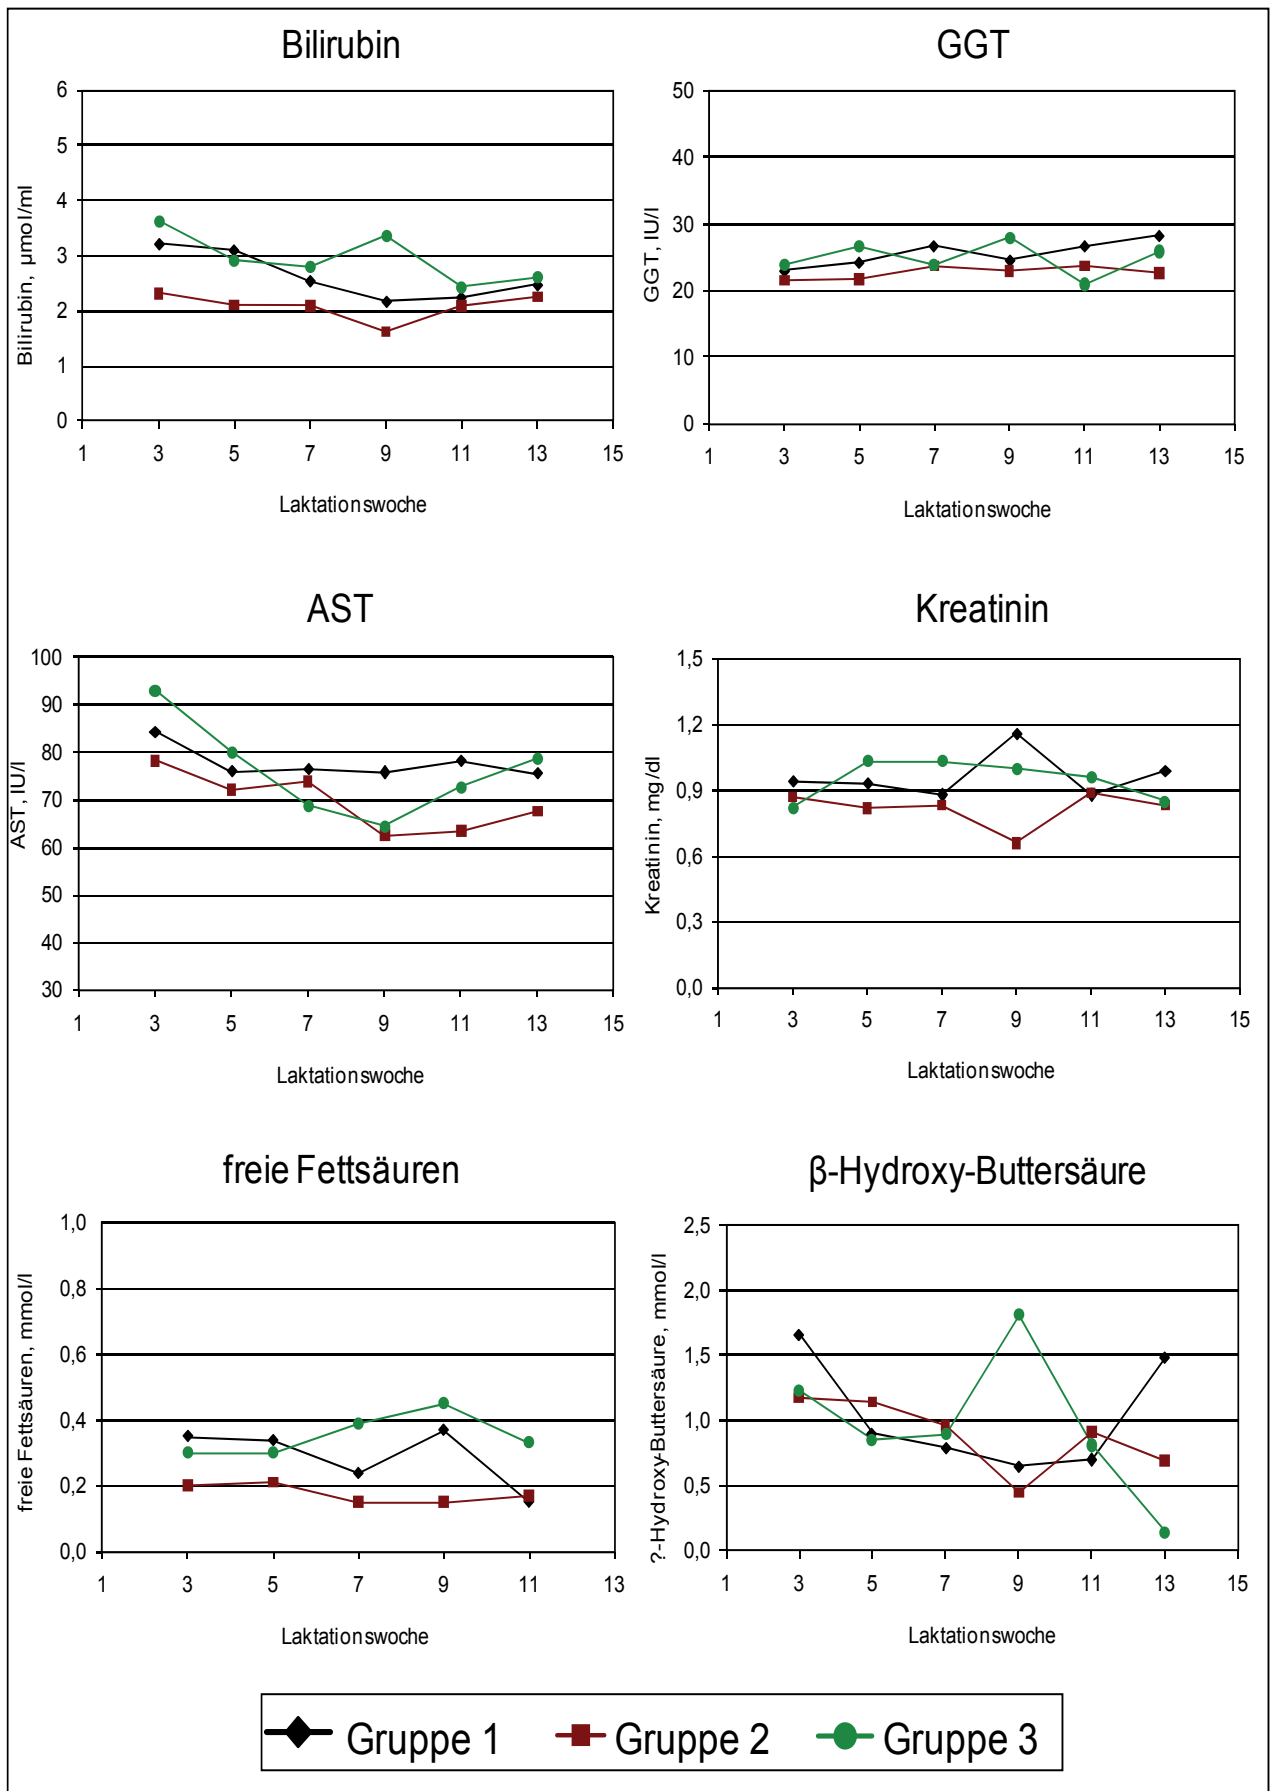 Bilirubin
Bilirubin, µmol/ml
6
5
4
3
2
1
0
1 3 5 7 9 11 13 15
Laktationswoche
GGT
GGT, IU/l
50
40
30
20
10
0
1 3 5 7 9 11 13 15
Laktationswoche
AST
AST, IU/l
100
90
80
70
60
50
40
30
1 3 5 7 9 11 13 15
Laktationswoche
Kreatinin
Kreatinin, mg/dl
1,5
1,2
0,9
0,6
0,3
0,0
1 3 5 7 9 11 13 15
Laktationswoche
freie Fettsäuren
freie Fettsäuren, mmol/l
1,0
0,8
0,6
0,4
0,2
0,0
1 3 5 7 9 11 13
Laktationswoche
β-Hydroxy-Buttersäure
?-Hydroxy-Buttersäure, mmol/l
2,5
2,0
1,5
1,0
0,5
0,0
1 3 5 7 9 11 13 15
Laktationswoche
Gruppe 1 Gruppe 2 Gruppe 3